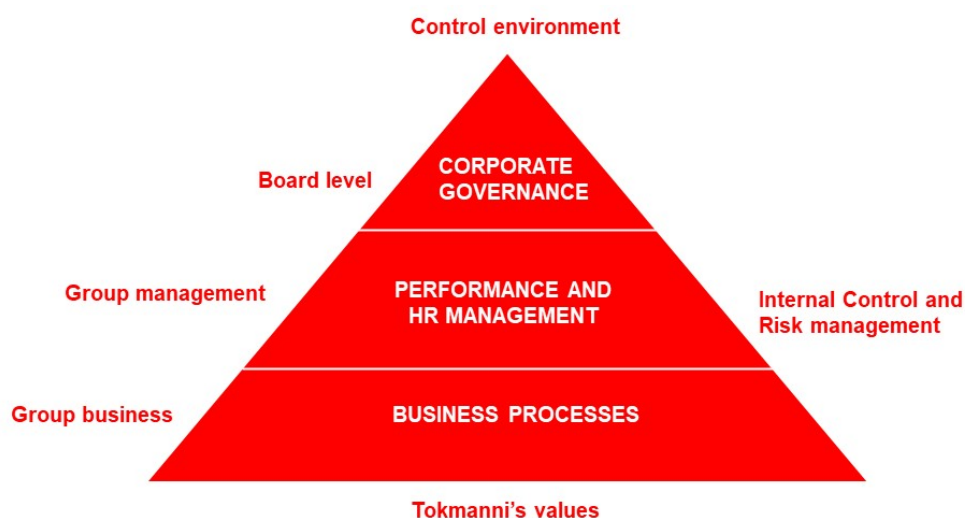 Control environment
Board level
CORPORATE
GOVERNANCE
Group management
PERFORMANCE AND
HR MANAGEMENT
Internal Control and
Risk management
Group business
BUSINESS PROCESSES
Tokmanni’s values